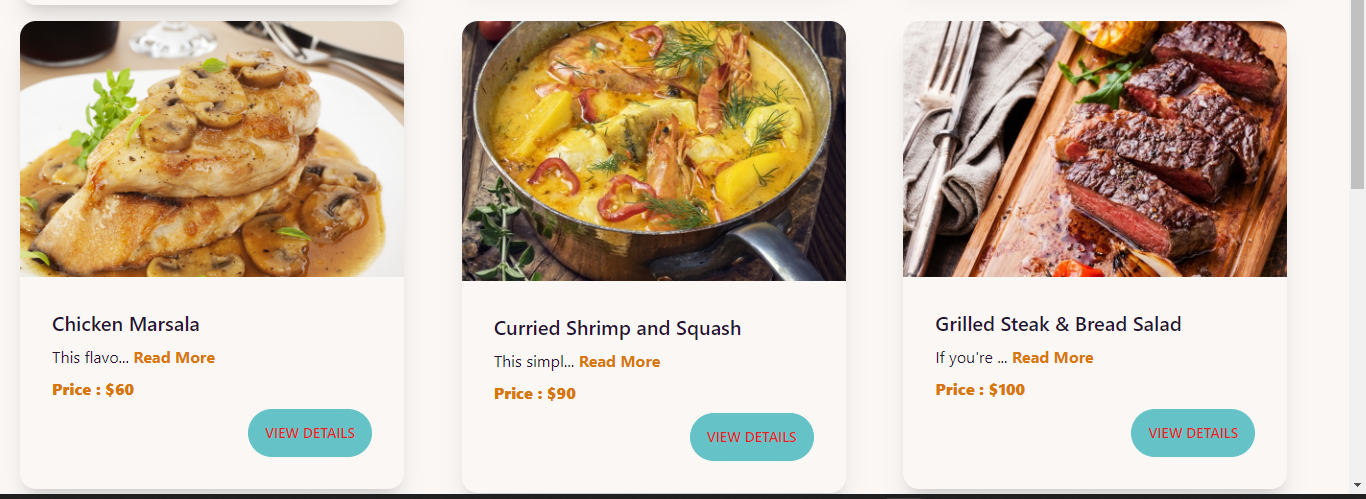 Chicken Marsala
This flavo... Read More
Price : $60
VIEW DETAILS
Curried Shrimp and Squash
This simpl... Read More
Price : $90
VIEW DETAILS
Grilled Steak & Bread Salad
If you're ... Read More
Price : $100
VIEW DETAILS